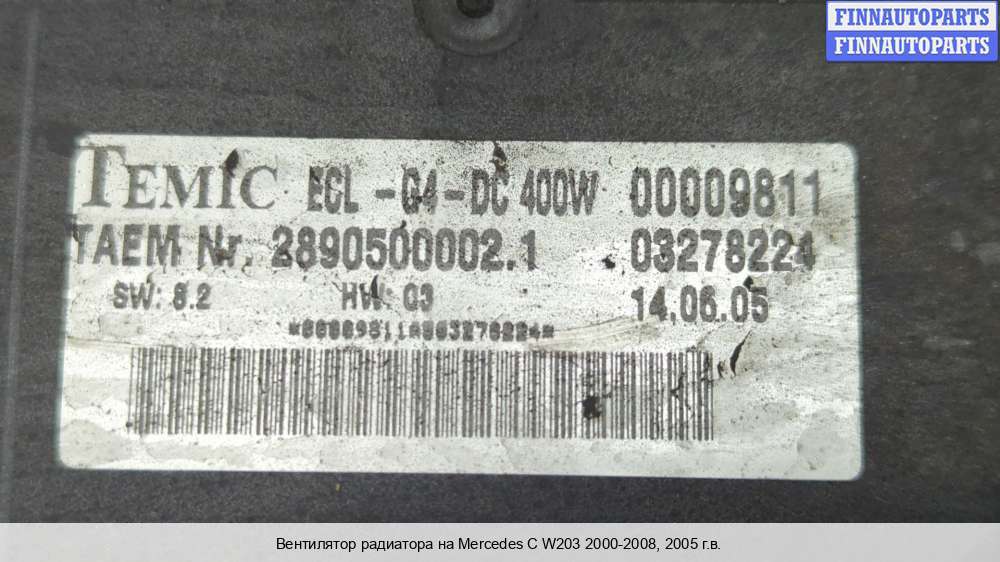 FINNAUTOPARTS
FINNAUTOPARTS
TEMIC EGL - G4 - DC 400W 00009811
TAEM Nr. 2890500002.1 03278224
SW: 8.2 HW: 03 14.06.05
Вентилятор радиатора на Mercedes C W203 2000-2008, 2005 г.в.